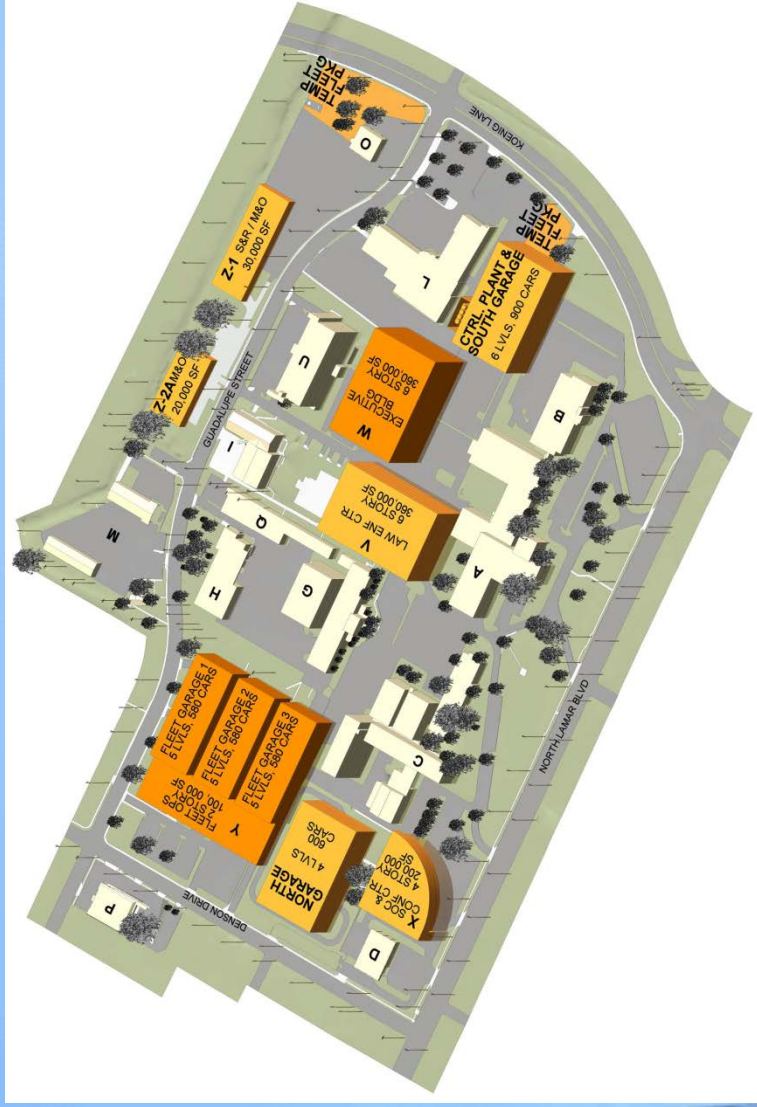 TEMP
FLEET
PKG
O
KOENIG LANE
Z-1 S&R / M&O
30,000 SF
TEMP
FLEET
PKG
L
CTRL. PLANT &
SOUTH GARAGE
6 LVLS, 900 CARS
Z-2A M&O
20,000 SF
GUADALUPE STREET
U
W
EXECUTIVE
BLDG
6 STORY
360,000 SF
B
I
M
Q
V
LAW ENF CTR
6 STORY
360,000 SF
A
H
G
NORTH LAMAR BLVD
FLEET GARAGE 1
5 LVLS, 580 CARS
FLEET GARAGE 2
5 LVLS, 580 CARS
FLEET GARAGE 3
5 LVLS, 580 CARS
Y
FLEET OPS
2 STORY
100,000 SF
C
NORTH
GARAGE
4 LVLS
600
CARS
X
SOC &
CONF CTR
4 STORY
200,000
SF
P
DENSON DRIVE
D